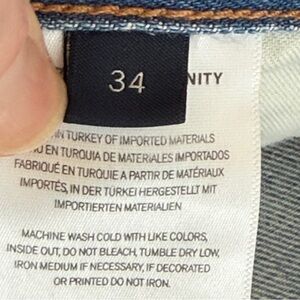 34
NITY
IN TURKEY OF IMPORTED MATERIALS
EN TURQUIA DE MATERIALES IMPORTADOS
FABRIQUÉ EN TURQUIE A PARTIR DE MATÉRIAUX
IMPORTÉS, IN DER TÜRKEI HERGESTELLT MIT
IMPORTIERTEN MATERIALIEN
MACHINE WASH COLD WITH LIKE COLORS,
INSIDE OUT, DO NOT BLEACH, TUMBLE DRY LOW,
IRON MEDIUM IF NECESSARY, IF DECORATED
OR PRINTED DO NOT IRON.